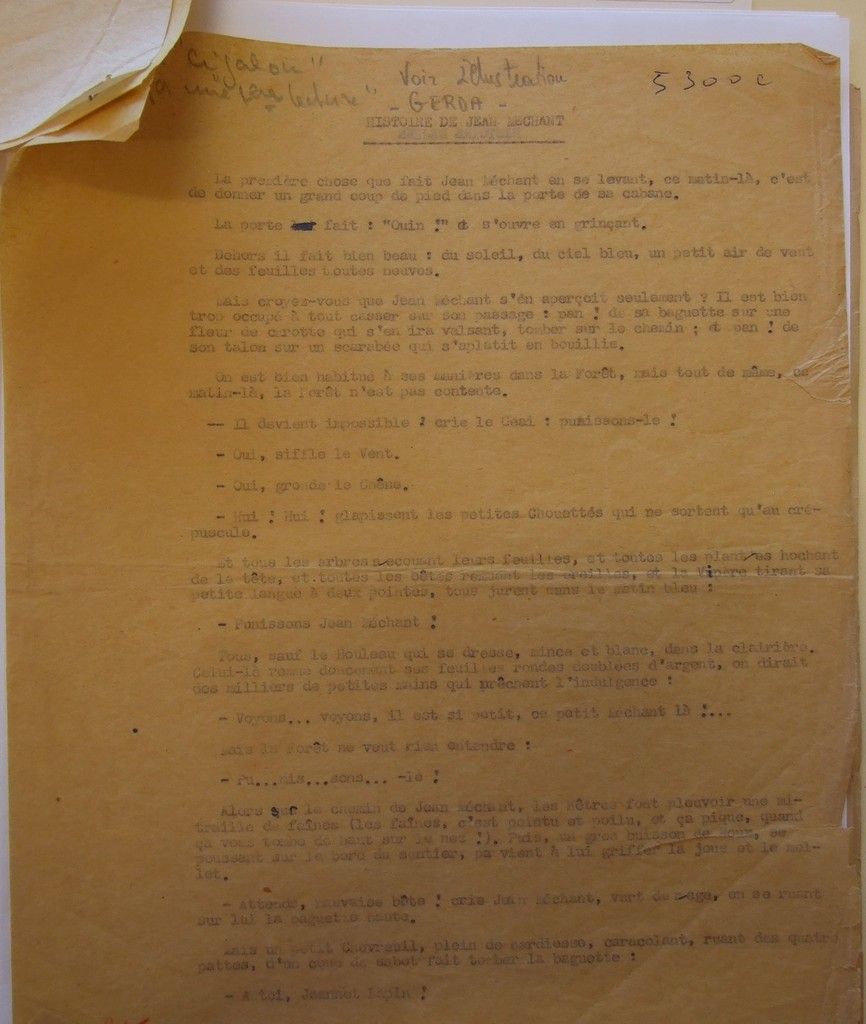 "Cigalou"
Voir illustration
5 300 c
une 1ère lecture"
- GERDA -
HISTOIRE DE JEAN MECHANT
La première chose que fait Jean Méchant en se levant, ce matin-là, c'est
de donner un grand coup de pied dans la porte de sa cabane.
La porte fait : "Ouin !" et s'ouvre en grinçant.
Dehors il fait bien beau : du soleil, du ciel bleu, un petit air de vent
et des feuilles toutes neuves.
Mais croyez-vous que Jean Méchant s'en aperçoit seulement ? Il est bien
trop occupé à tout casser sur son passage : pan ! de sa baguette sur une
fleur de carotte qui s'en ira valsant, tomber sur le chemin ; et pan ! de
son talon sur un scarabée qui s'aplatit en bouillie.
On est bien habitué à ses manières dans la Forêt, mais tout de même, ce
matin-là, la Forêt n'est pas contente.
-- Il devient impossible ! crie le Geai : punissons-le !
- Oui, siffle le Vent.
- Oui, gronde le Chêne.
- Hui ! Hui ! glapissent les petites Chouettes qui ne sortent qu'au cré-
puscule.
Et tous les arbres secouant leurs feuilles, et toutes les plantes hochant
de la tête, et toutes les bêtes remuant les oreilles, et la Vipère tirant sa
petite langue à deux pointes, tous jurent dans le matin bleu :
- Punissons Jean Méchant !
Tous, sauf le Bouleau qui se dresse, mince et blanc, dans la clairière.
Celui-là remue doucement ses feuilles rondes doublées d'argent, on dirait
des milliers de petites mains qui prêchent l'indulgence :
- Voyons... voyons, il est si petit, ce petit Méchant là !...
Mais la Forêt ne veut rien entendre :
- Pu...nis...sons... -le !
Alors sur le chemin de Jean Méchant, les Hêtres font pleuvoir une mi-
traille de faînes (les faînes, c'est pointu et poilu, et ça pique, quand
ça vous tombe de haut sur le nez !). Puis, un gros buisson de houx, se
poussant sur le bord du sentier, pa vient à lui griffer la joue et le mol-
let.
- Attends, mauvaise bête ! crie Jean Méchant, vert de rage, en se ruant
sur lui la baguette haute.
Mais un petit Chevreuil, plein de hardiesse, caracolant, ruant des quatre
pattes, d'un coup de sabot fait tomber la baguette :
- A toi, Jeannot Lapin !